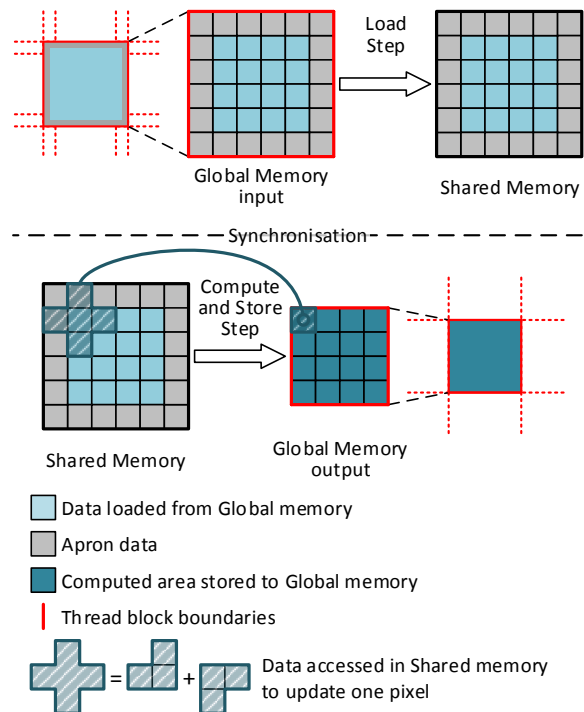 Load
Step
Global Memory
input
Shared Memory
Synchronisation
Compute
and Store
Step
Shared Memory
Global Memory
output
Data loaded from Global memory
Apron data
Computed area stored to Global memory
Thread block boundaries
= +
Data accessed in Shared memory
to update one pixel